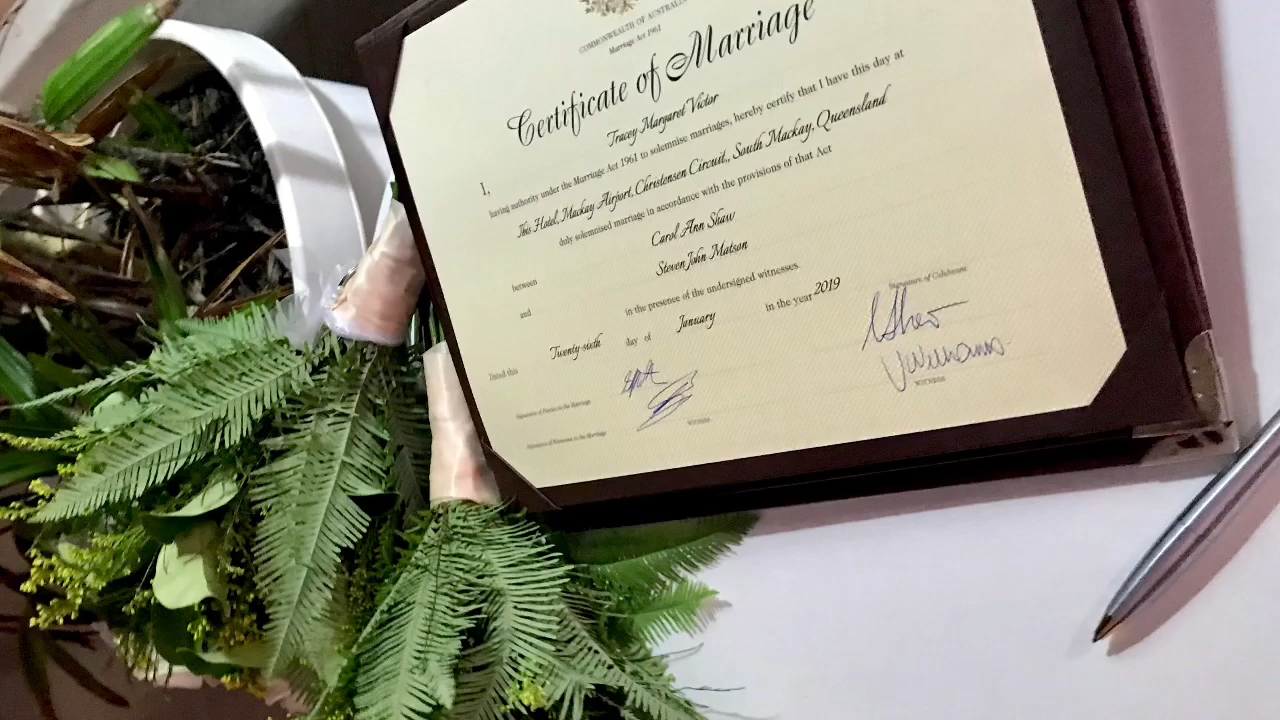 COMMONWEALTH OF AUSTRALIA
Marriage Act 1961
Certificate of Marriage
I, Tracey Margaret Victor
having authority under the Marriage Act 1961 to solemnise marriages, hereby certify that I have this day at
Ibis Hotel, Mackay Airport, Christensen Circuit, South Mackay, Queensland
duly solemnised marriage in accordance with the provisions of that Act
between Carol Ann Shaw
and Steven John Matson
in the presence of the undersigned witnesses.
Dated this Twenty-sixth day of January in the year 2019
Signature of Celebrant
Signatures of Parties to the Marriage
WITNESS
Signatures of Witnesses to the Marriage
WITNESS